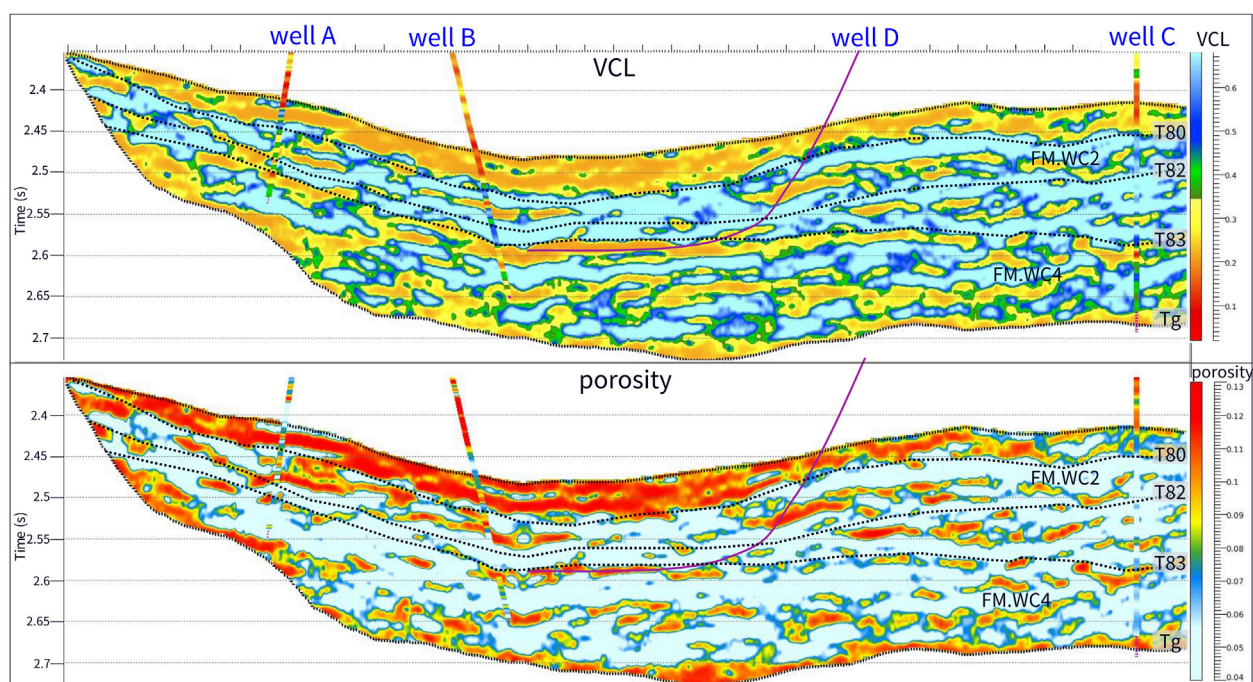 well A
well B
well D
well C
VCL
VCL
2.4
2.45
2.5
2.55
2.6
2.65
2.7
Time (s)
T80
FM.WC2
T82
T83
FM.WC4
Tg
0.6
0.5
0.4
0.3
0.2
0.1
porosity
porosity
2.4
2.45
2.5
2.55
2.6
2.65
2.7
Time (s)
T80
FM.WC2
T82
T83
FM.WC4
Tg
0.13
0.12
0.11
0.1
0.09
0.08
0.07
0.06
0.05
0.04